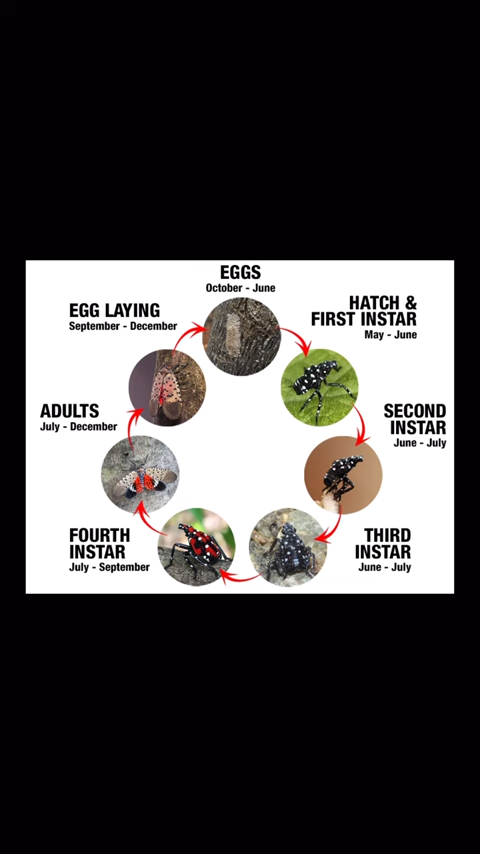 EGGS
October - June
HATCH &
FIRST INSTAR
May - June
SECOND
INSTAR
June - July
THIRD
INSTAR
June - July
FOURTH
INSTAR
July - September
ADULTS
July - December
EGG LAYING
September - December